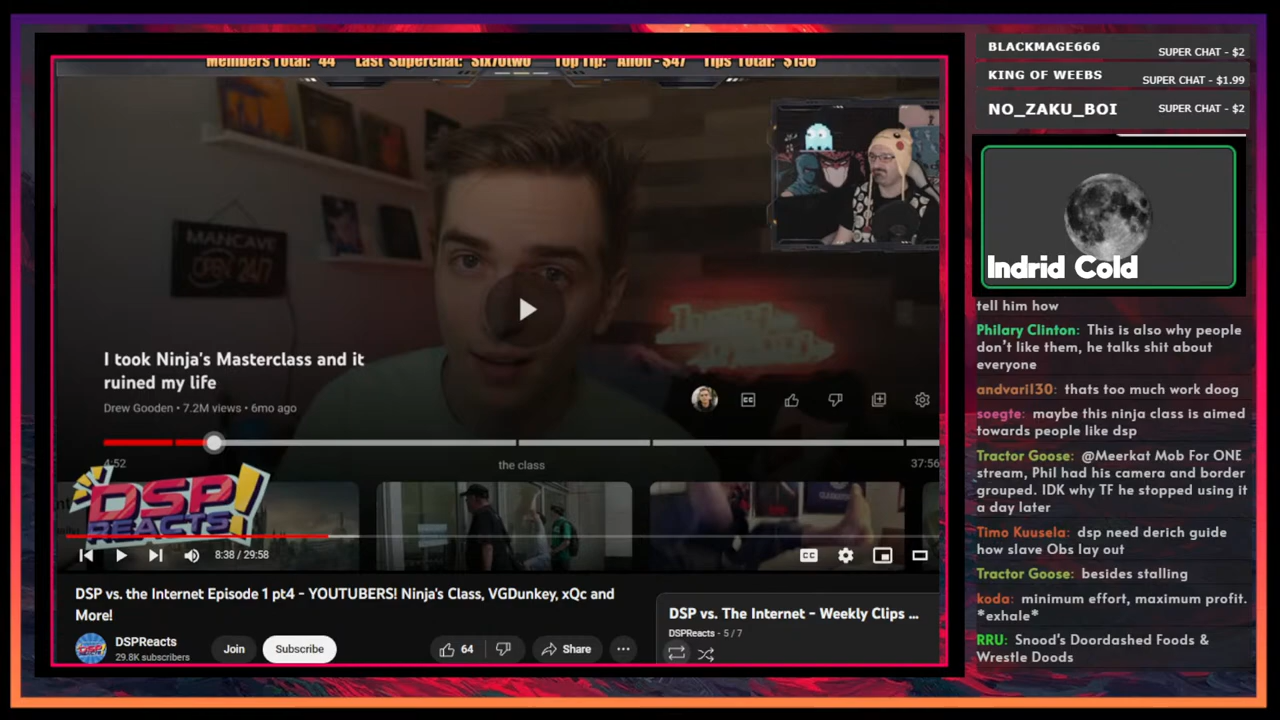 Members Total: 44 Last Superchat: Six7otwo Top Tip: Anon - $47 Tips Total: $156
MANCAVE
OPEN 24/7
I took Ninja's Masterclass and it
ruined my life
Drew Gooden • 7.2M views • 6mo ago
4:52
the class
37:56
DSP
REACTS!
8:38 / 29:58
CC
DSP vs. the Internet Episode 1 pt4 - YOUTUBERS! Ninja's Class, VGDunkey, xQc and
More!
DSPReacts
29.8K subscribers
Join
Subscribe
64
Share
DSP vs. The Internet - Weekly Clips ...
DSPReacts - 5 / 7
BLACKMAGE666 SUPER CHAT - $2
KING OF WEEBS SUPER CHAT - $1.99
NO_ZAKU_BOI SUPER CHAT - $2
Indrid Cold
tell him how
Philary Clinton: This is also why people
don't like them, he talks shit about
everyone
andvari130: thats too much work doog
soegte: maybe this ninja class is aimed
towards people like dsp
Tractor Goose: @Meerkat Mob For ONE
stream, Phil had his camera and border
grouped. IDK why TF he stopped using it
a day later
Timo Kuusela: dsp need derich guide
how slave Obs lay out
Tractor Goose: besides stalling
koda: minimum effort, maximum profit.
*exhale*
RRU: Snood's Doordashed Foods &
Wrestle Doods